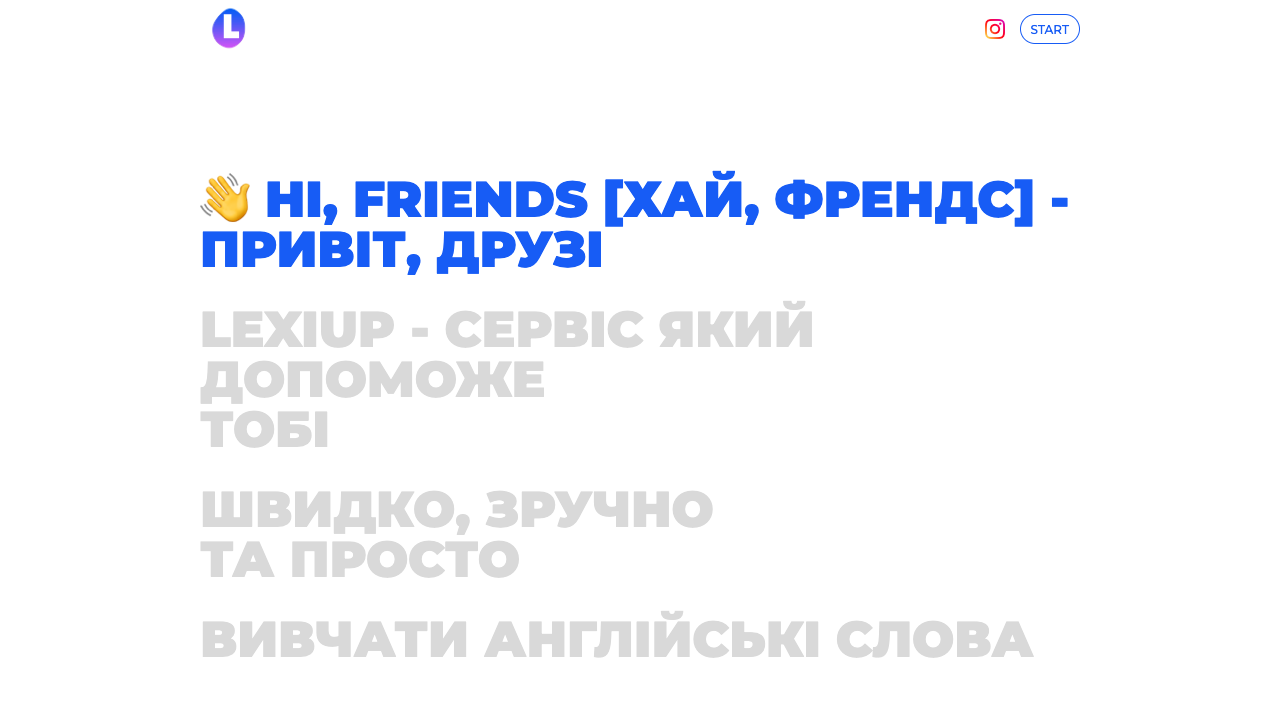 L
START
👋 HI, FRIENDS [ХАЙ, ФРЕНДС] -
ПРИВІТ, ДРУЗІ
LEXIUP - СЕРВІС ЯКИЙ
ДОПОМОЖЕ
ТОБІ
ШВИДКО, ЗРУЧНО
ТА ПРОСТО
ВИВЧАТИ АНГЛІЙСЬКІ СЛОВА